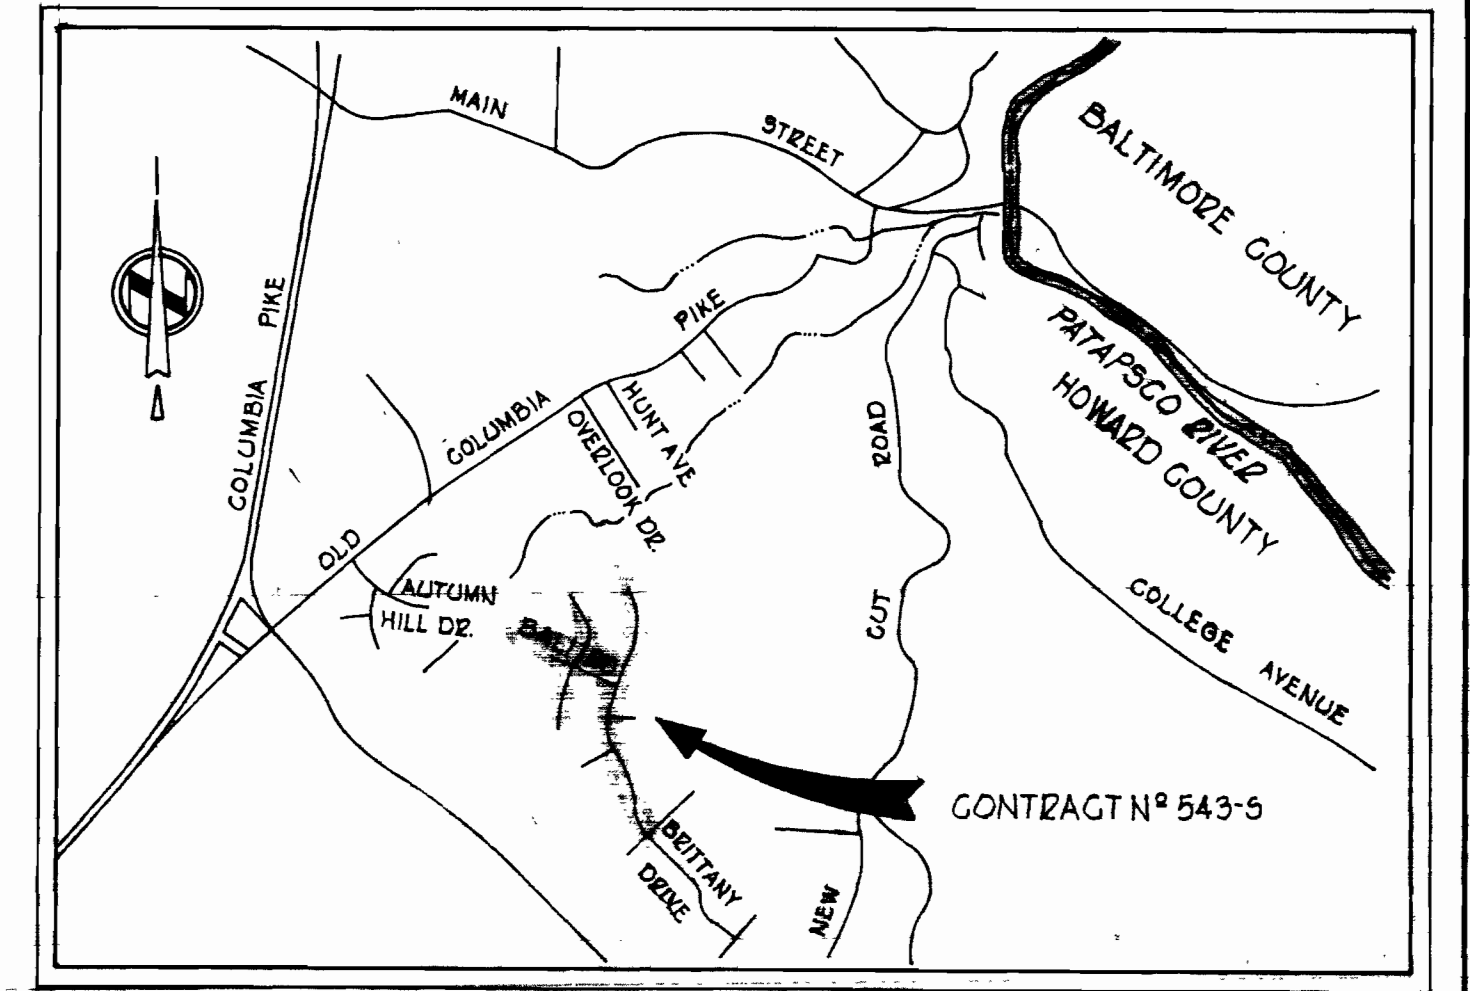 MAIN STREET
BALTIMORE COUNTY
PATAPSCO RIVER
HOWARD COUNTY
COLUMBIA PIKE
OLD COLUMBIA PIKE
HUNT AVE
OVERLOOK DR.
AUTUMN
HILL DR.
NEW CUT ROAD
COLLEGE AVENUE
CONTRACT Nº 543-S
BRITTANY
DRIVE